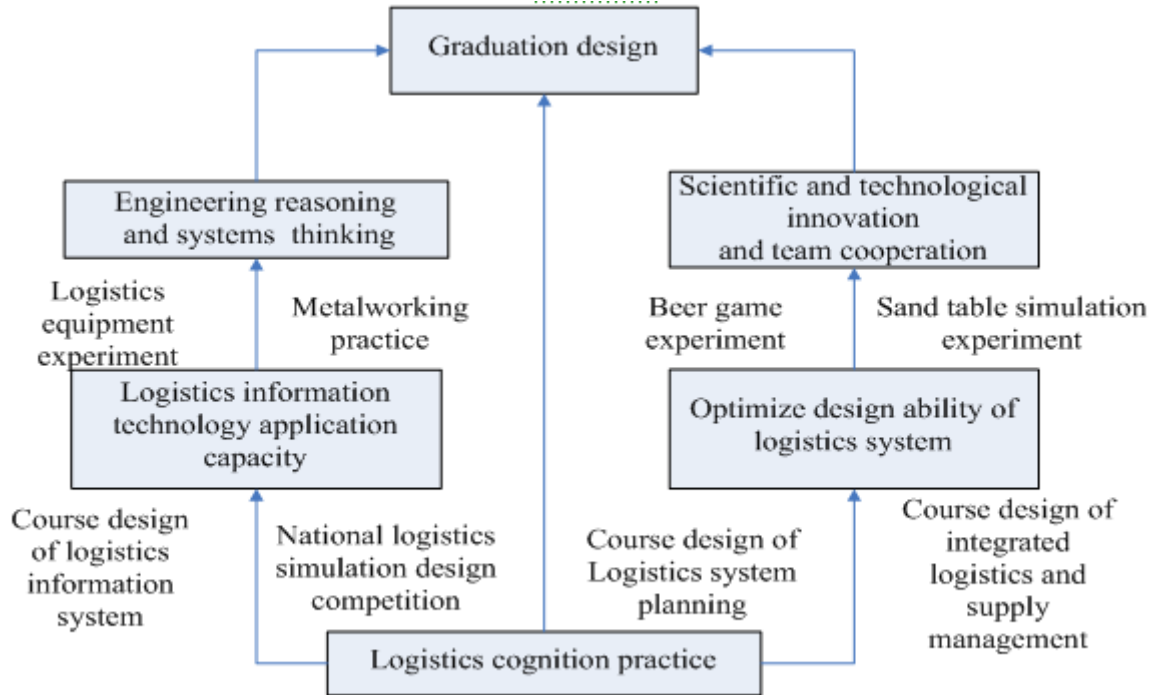 Graduation design
Engineering reasoning
and systems thinking
Scientific and technological
innovation
and team cooperation
Logistics
equipment
experiment
Metalworking
practice
Beer game
experiment
Sand table simulation
experiment
Logistics information
technology application
capacity
Optimize design ability of
logistics system
Course design
of logistics
information
system
National logistics
simulation design
competition
Course design of
Logistics system
planning
Course design of
integrated
logistics and
supply
management
Logistics cognition practice